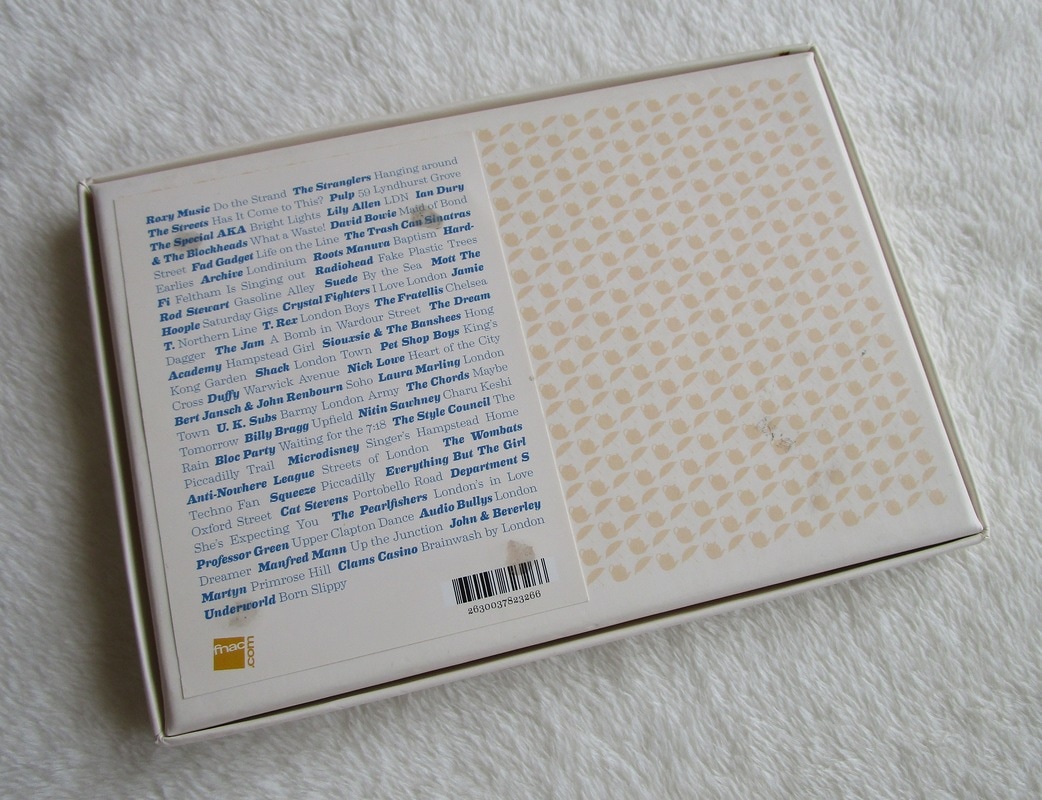 Roxy Music Do the Strand The Stranglers Hanging around
The Streets Has It Come to This? Pulp 59 Lyndhurst Grove
The Special AKA Bright Lights Lily Allen LDN Ian Dury
& The Blockheads What a Waste! David Bowie Maid of Bond
Street Fad Gadget Life on the Line The Trash Can Sinatras
Earlies Archive Londinium Roots Manuva Baptism Hard-
Fi Feltham Is Singing out Radiohead Fake Plastic Trees
Rod Stewart Gasoline Alley Suede By the Sea Mott The
Hoople Saturday Gigs Crystal Fighters I Love London Jamie
T. Northern Line T. Rex London Boys The Fratellis Chelsea
Dagger The Jam A Bomb in Wardour Street The Dream
Academy Hampstead Girl Siouxsie & The Banshees Hong
Kong Garden Shack London Town Pet Shop Boys King's
Cross Duffy Warwick Avenue Nick Lowe Heart of the City
Bert Jansch & John Renbourn Soho Laura Marling London
Town U. K. Subs Barmy London Army The Chords Maybe
Tomorrow Billy Bragg Upfield Nitin Sawhney Charu Keshi
Rain Bloc Party Waiting for the 7:18 The Style Council The
Piccadilly Trail Microdisney Singer's Hampstead Home
Anti-Nowhere League Streets of London The Wombats
Techno Fan Squeeze Piccadilly Everything But The Girl
Oxford Street Cat Stevens Portobello Road Department S
She's Expecting You The Pearlfishers London's in Love
Professor Green Upper Clapton Dance Audio Bullys London
Dreamer Manfred Mann Up the Junction John & Beverley
Martyn Primrose Hill Clams Casino Brainwash by London
Underworld Born Slippy
2630037823266
fnac
.com